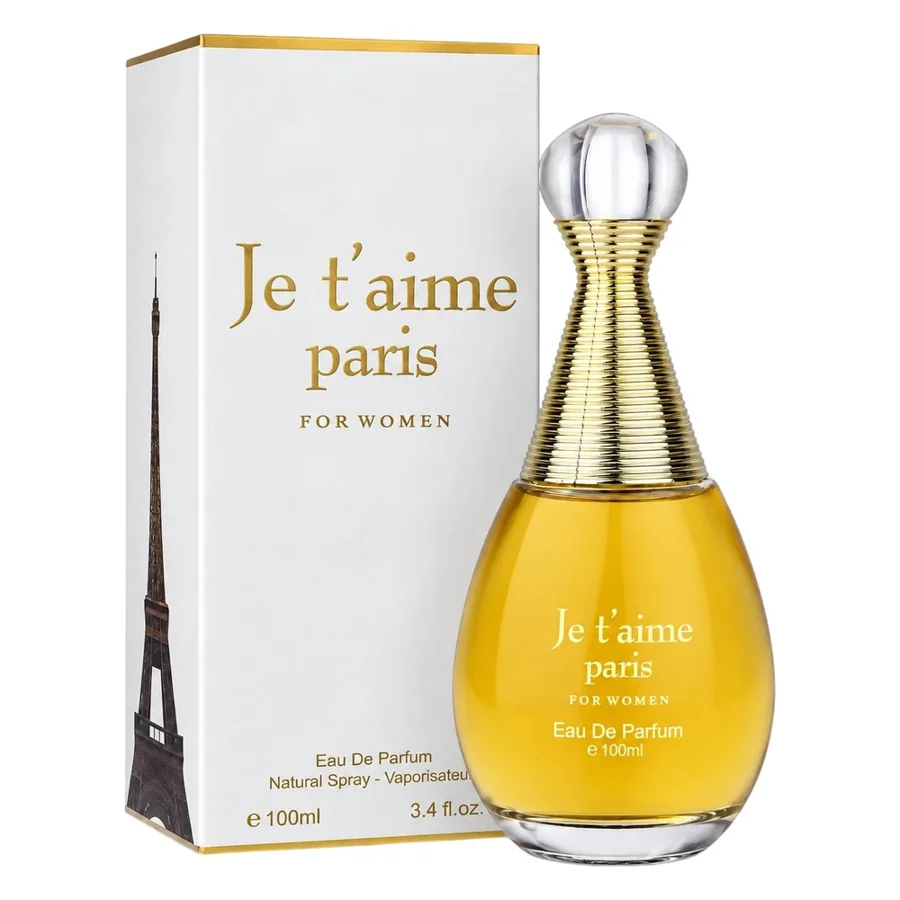 Je t'aime
paris
FOR WOMEN
Eau De Parfum
Natural Spray - Vaporisateu
e 100ml 3.4 fl.oz.
Je t'aime
paris
FOR WOMEN
Eau De Parfum
e 100ml